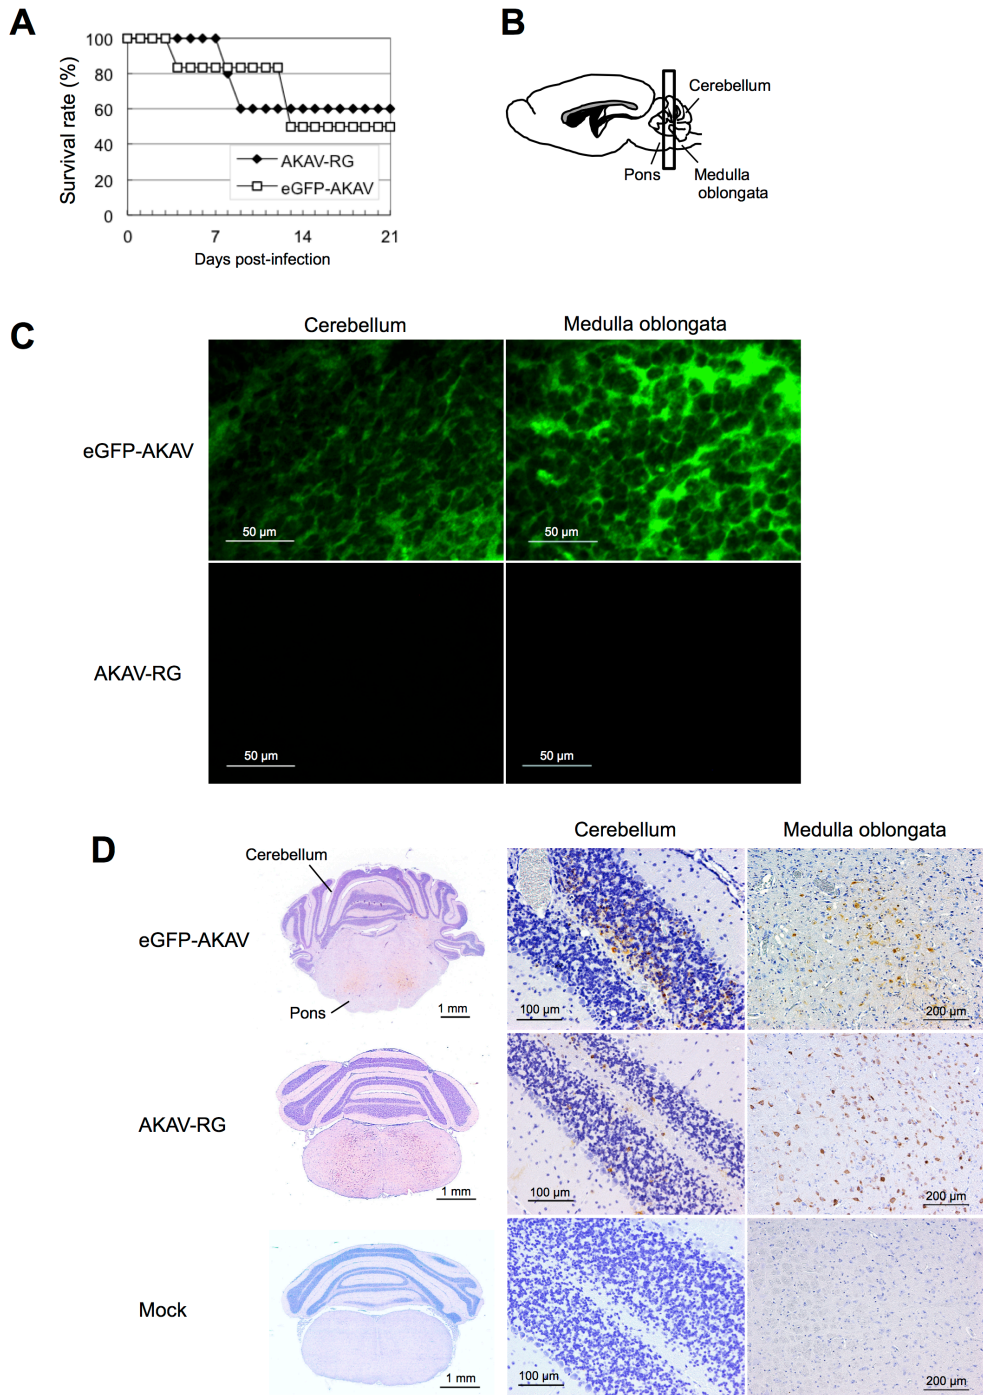 A
Survival rate (%)
100
80
60
40
20
0
AKAV-RG
eGFP-AKAV
0
7
14
21
Days post-infection
B
Cerebellum
Pons
Medulla
oblongata
C
Cerebellum
Medulla oblongata
eGFP-AKAV
50 µm
50 µm
AKAV-RG
50 µm
50 µm
D
Cerebellum
Medulla oblongata
Cerebellum
eGFP-AKAV
Pons
1 mm
100 µm
200 µm
AKAV-RG
1 mm
100 µm
200 µm
Mock
1 mm
100 µm
200 µm